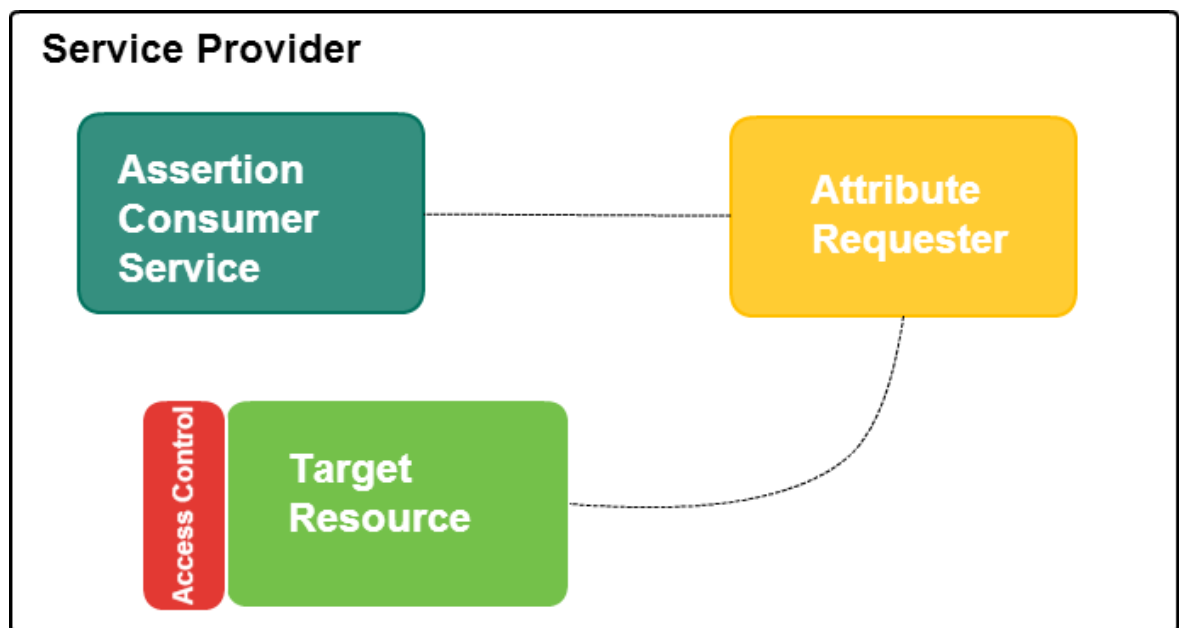 Service Provider
Assertion
Consumer
Service
Attribute
Requester
Access Control
Target
Resource